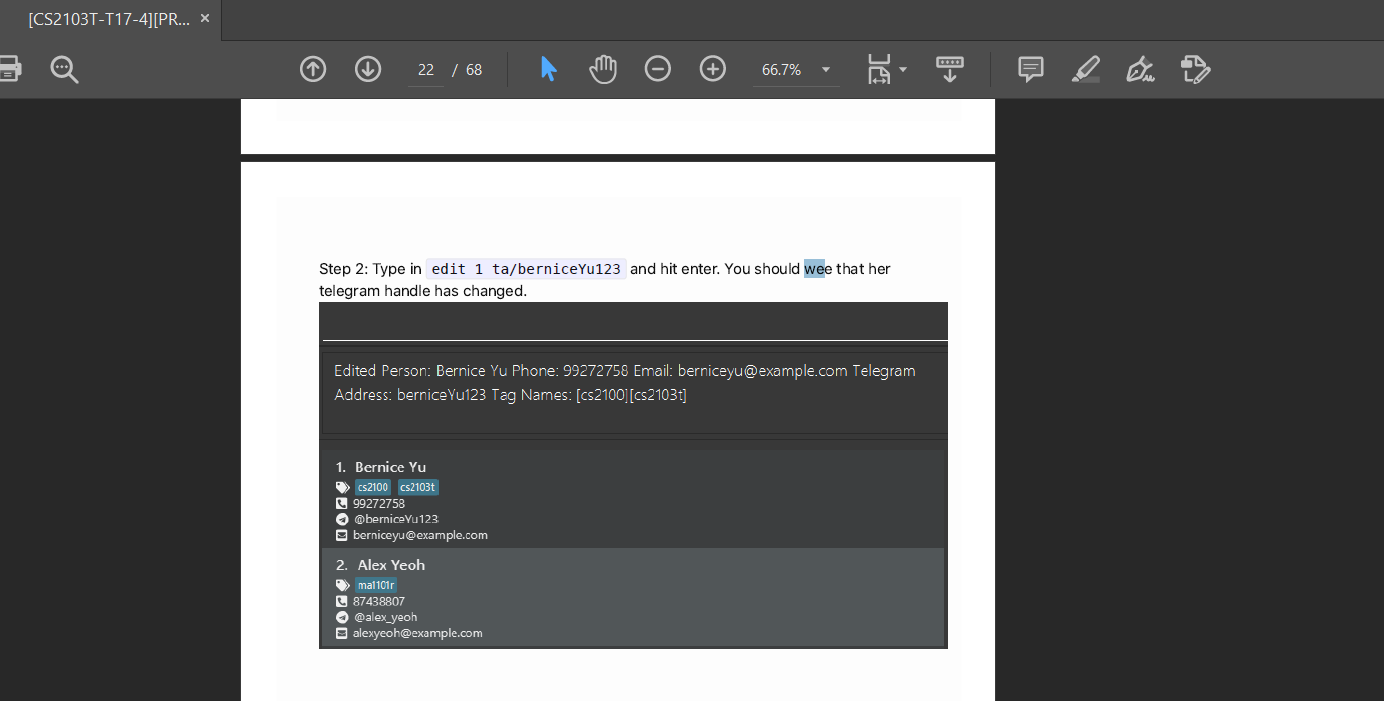 [CS2103T-T17-4][PR... ×
22 / 68 66.7%
Step 2: Type in edit 1 ta/berniceYu123 and hit enter. You should wee that her
telegram handle has changed.
Edited Person: Bernice Yu Phone: 99272758 Email: berniceyu@example.com Telegram
Address: berniceYu123 Tag Names: [cs2100][cs2103t]
1. Bernice Yu
cs2100 cs2103t
99272758
@berniceYu123
berniceyu@example.com
2. Alex Yeoh
ma1101r
87438807
@alex_yeoh
alexyeoh@example.com